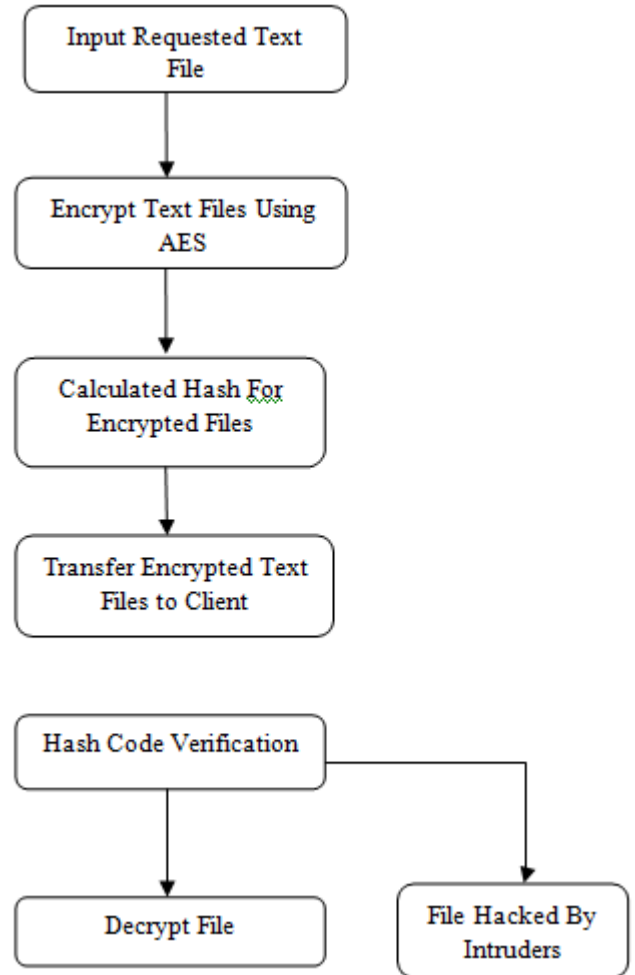 Input Requested Text
File
Encrypt Text Files Using
AES
Calculated Hash For
Encrypted Files
Transfer Encrypted Text
Files to Client
Hash Code Verification
Decrypt File
File Hacked By
Intruders